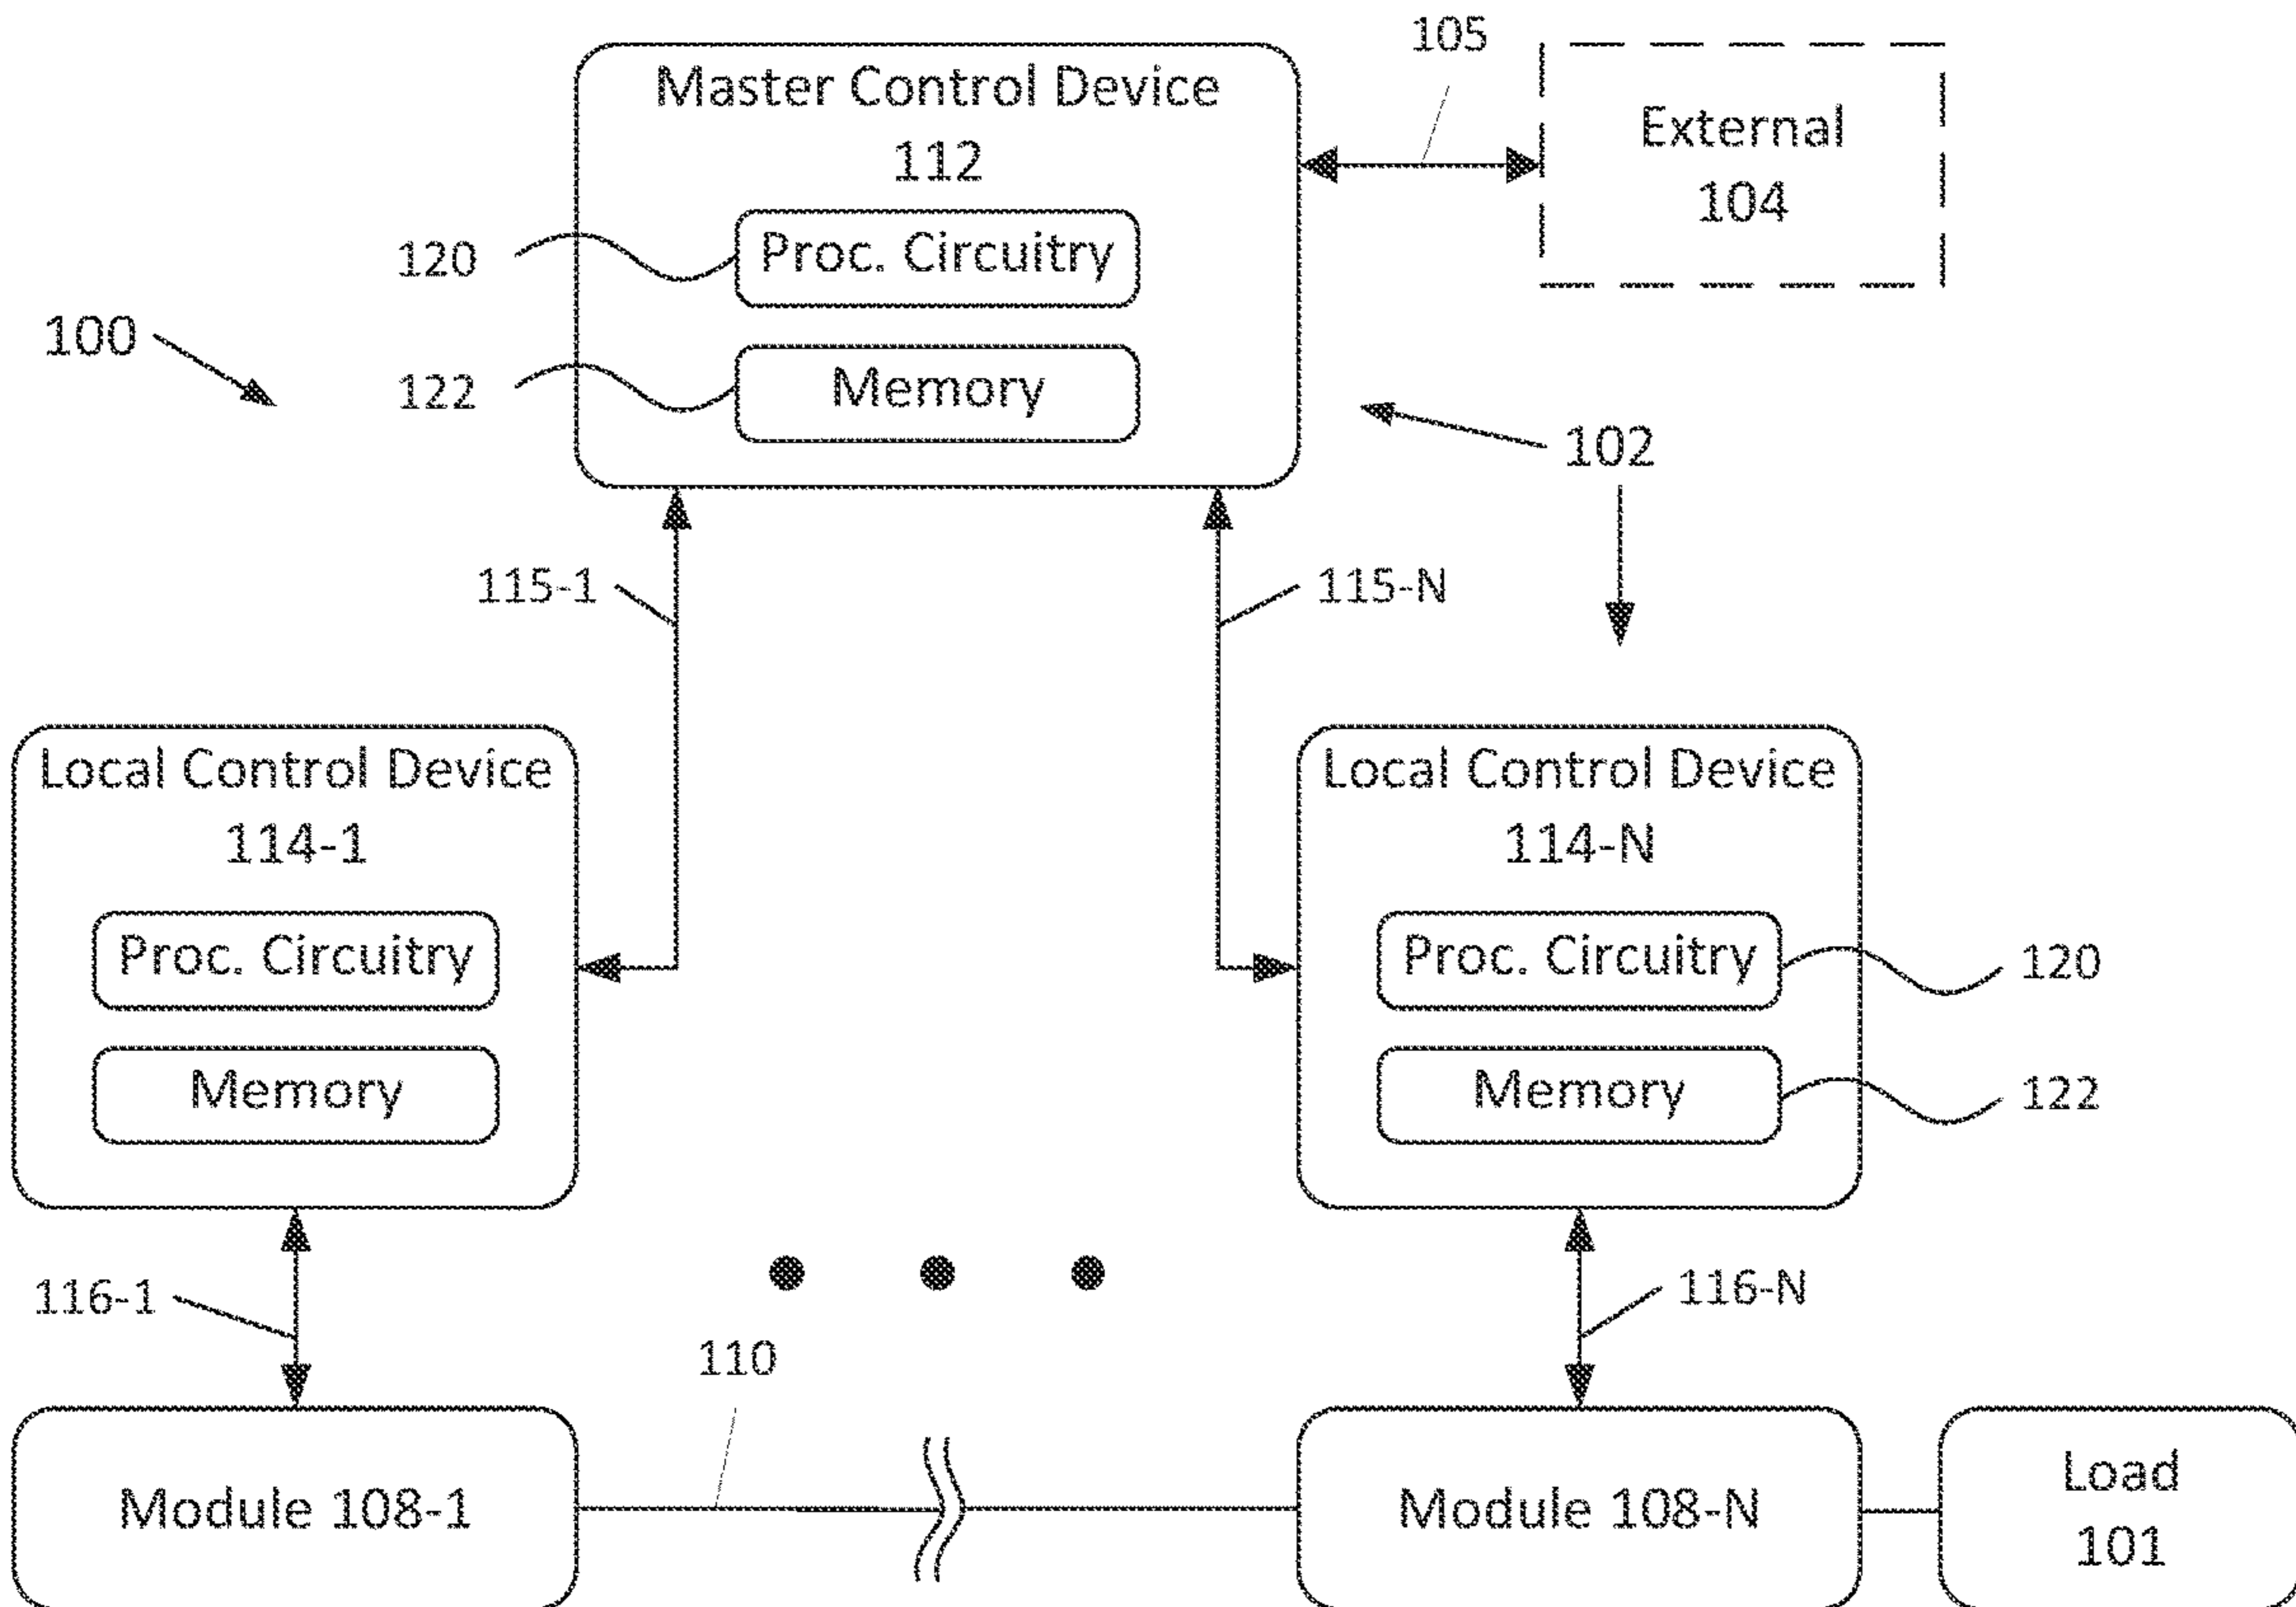 105
Master Control Device
112
External
104
120
Proc. Circuitry
100
122
Memory
102
115-1
115-N
Local Control Device
114-1
Proc. Circuitry
Memory
Local Control Device
114-N
Proc. Circuitry
120
Memory
122
116-1
116-N
110
Module 108-1
Module 108-N
Load
101